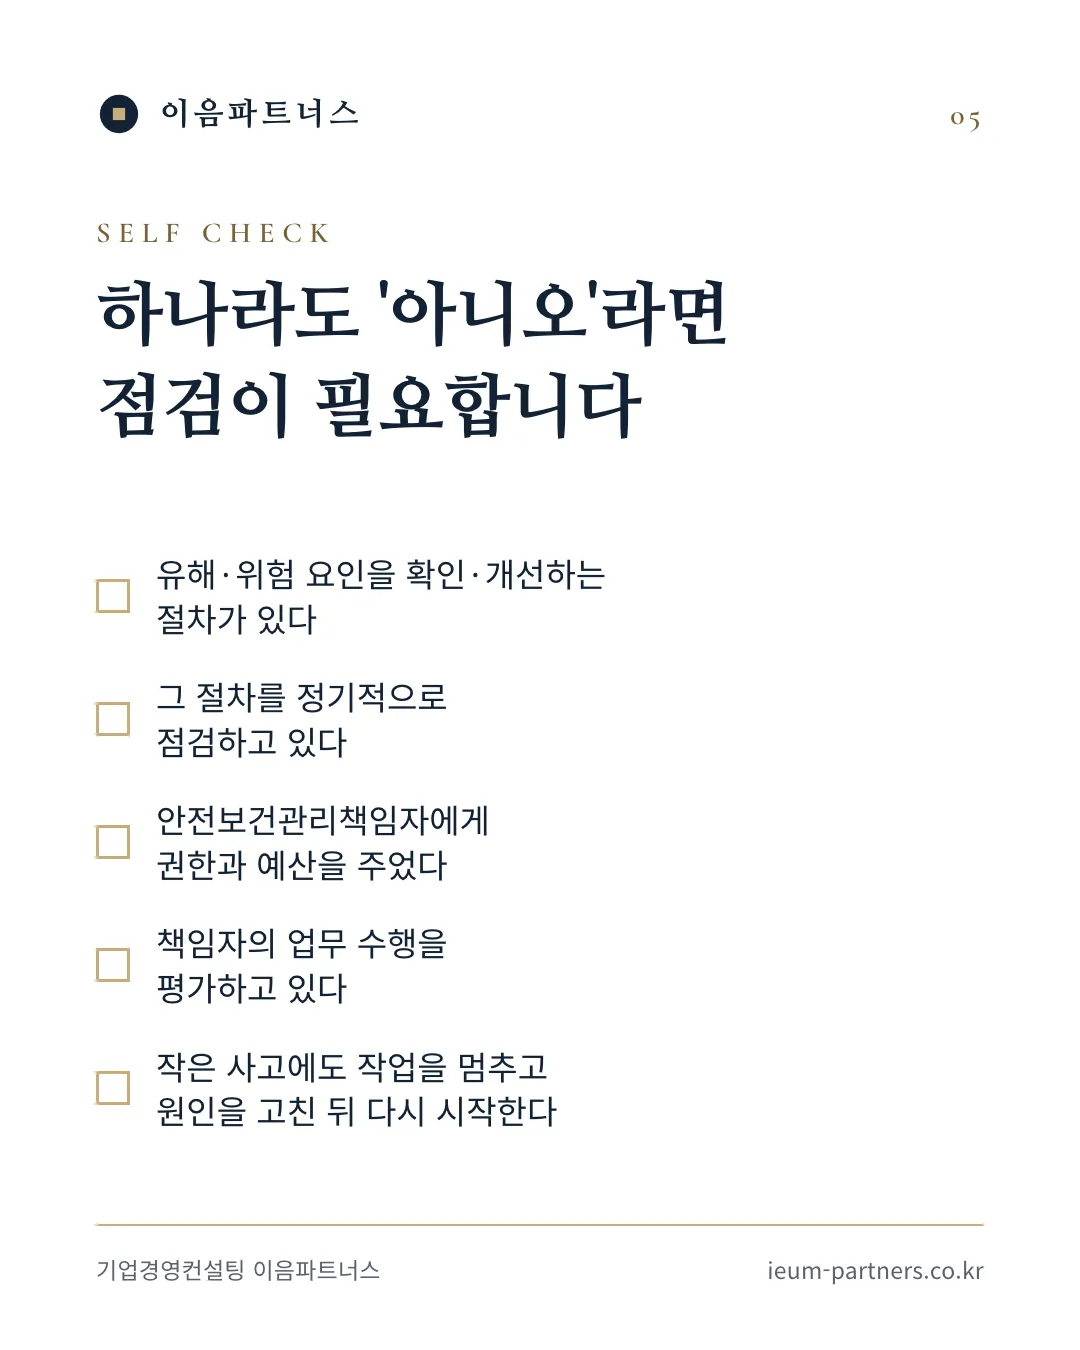 이음파트너스
05
SELF CHECK
하나라도 '아니오'라면
점검이 필요합니다
유해·위험 요인을 확인·개선하는
절차가 있다
그 절차를 정기적으로
점검하고 있다
안전보건관리책임자에게
권한과 예산을 주었다
책임자의 업무 수행을
평가하고 있다
작은 사고에도 작업을 멈추고
원인을 고친 뒤 다시 시작한다
기업경영컨설팅 이음파트너스
ieum-partners.co.kr